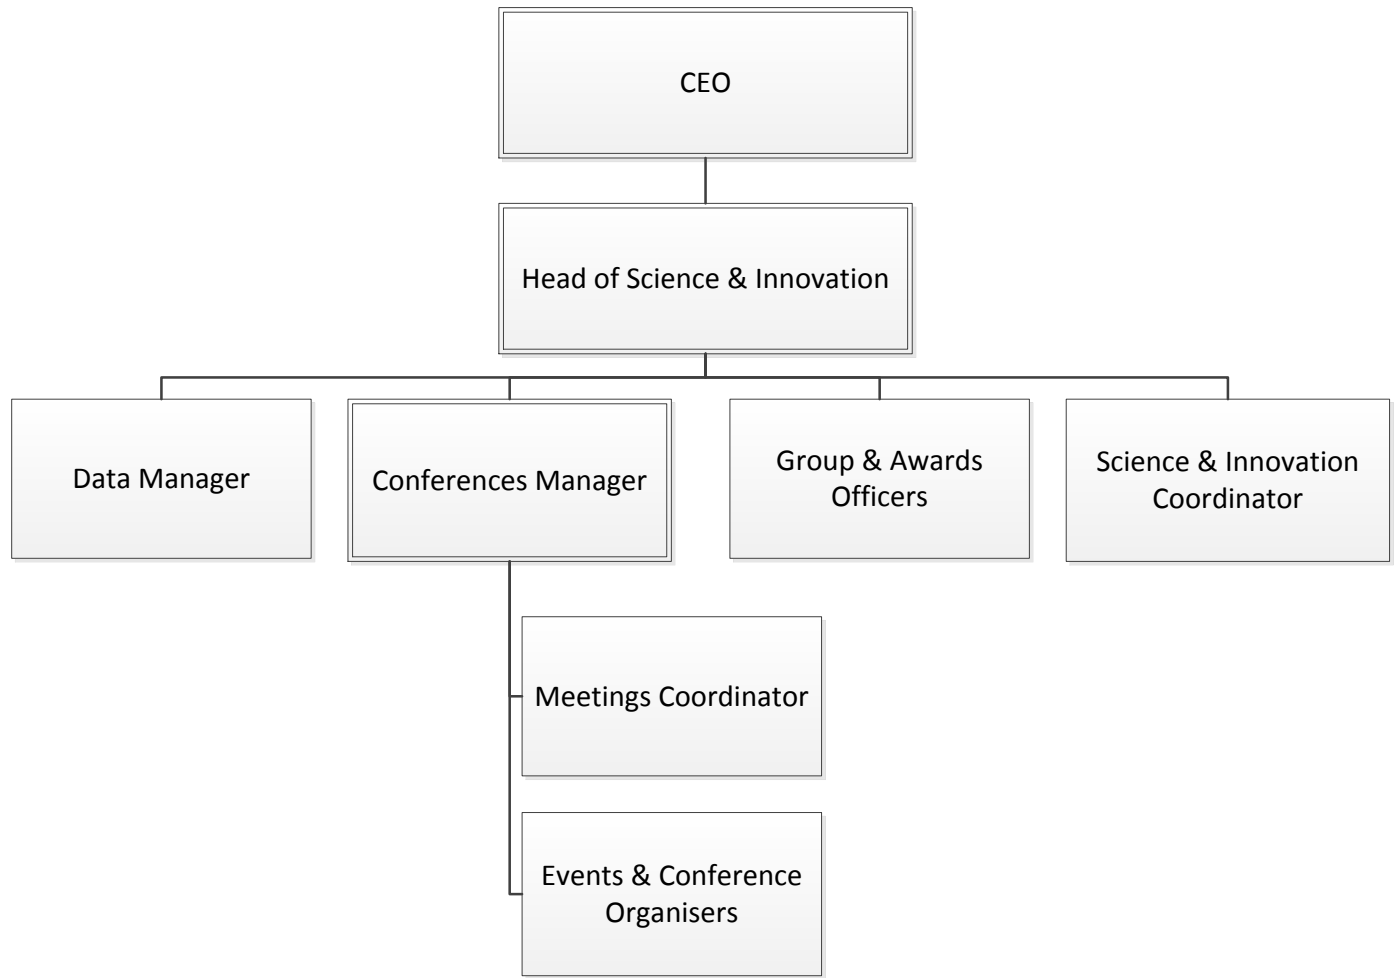 CEO
Head of Science & Innovation
Data Manager
Conferences Manager
Group & Awards
Officers
Science & Innovation
Coordinator
Meetings Coordinator
Events & Conference
Organisers